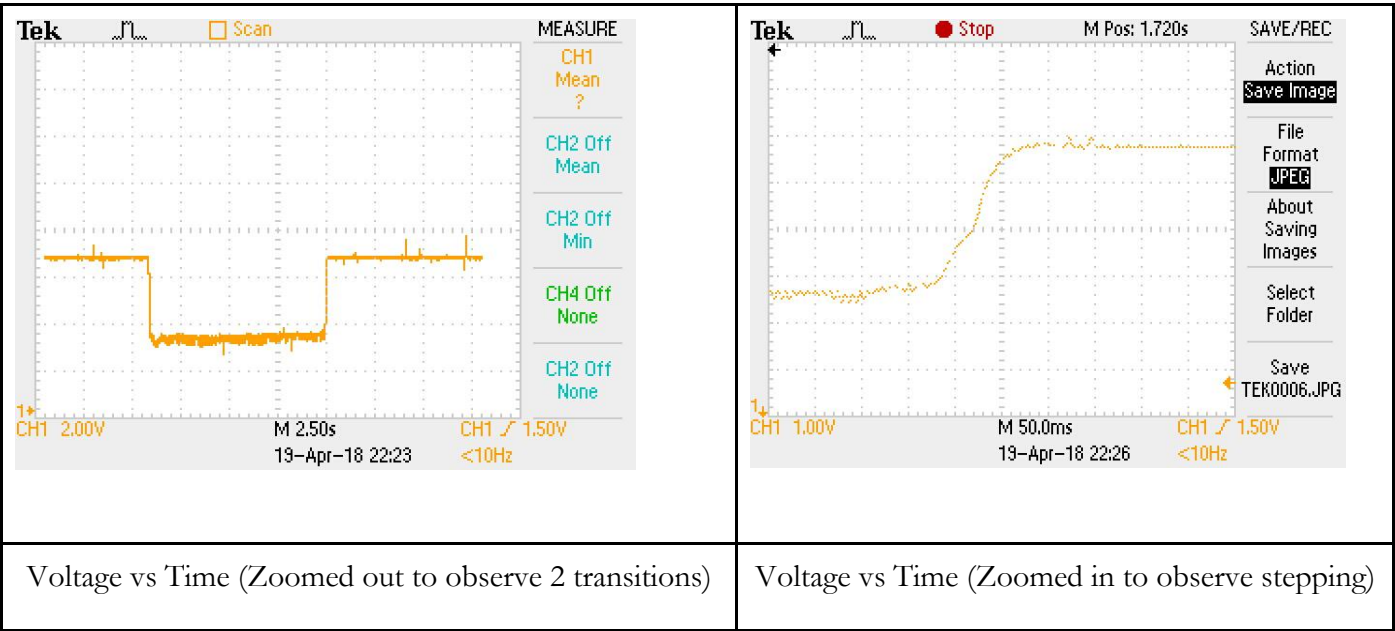 Tek
Scan
MEASURE
CH1
Mean
?
CH2 Off
Mean
CH2 Off
Min
CH4 Off
None
CH2 Off
None
1
CH1 2.00V
M 2.50s
CH1
1.50V
19-Apr-18 22:23
<10Hz
Tek
Stop
M Pos: 1.720s
SAVE/REC
Action
Save Image
File
Format
JPEG
About
Saving
Images
Select
Folder
Save
TEK0006.JPG
1
CH1 1.00V
M 50.0ms
CH1
1.50V
19-Apr-18 22:26
<10Hz
Voltage vs Time (Zoomed out to observe 2 transitions)
Voltage vs Time (Zoomed in to observe stepping)